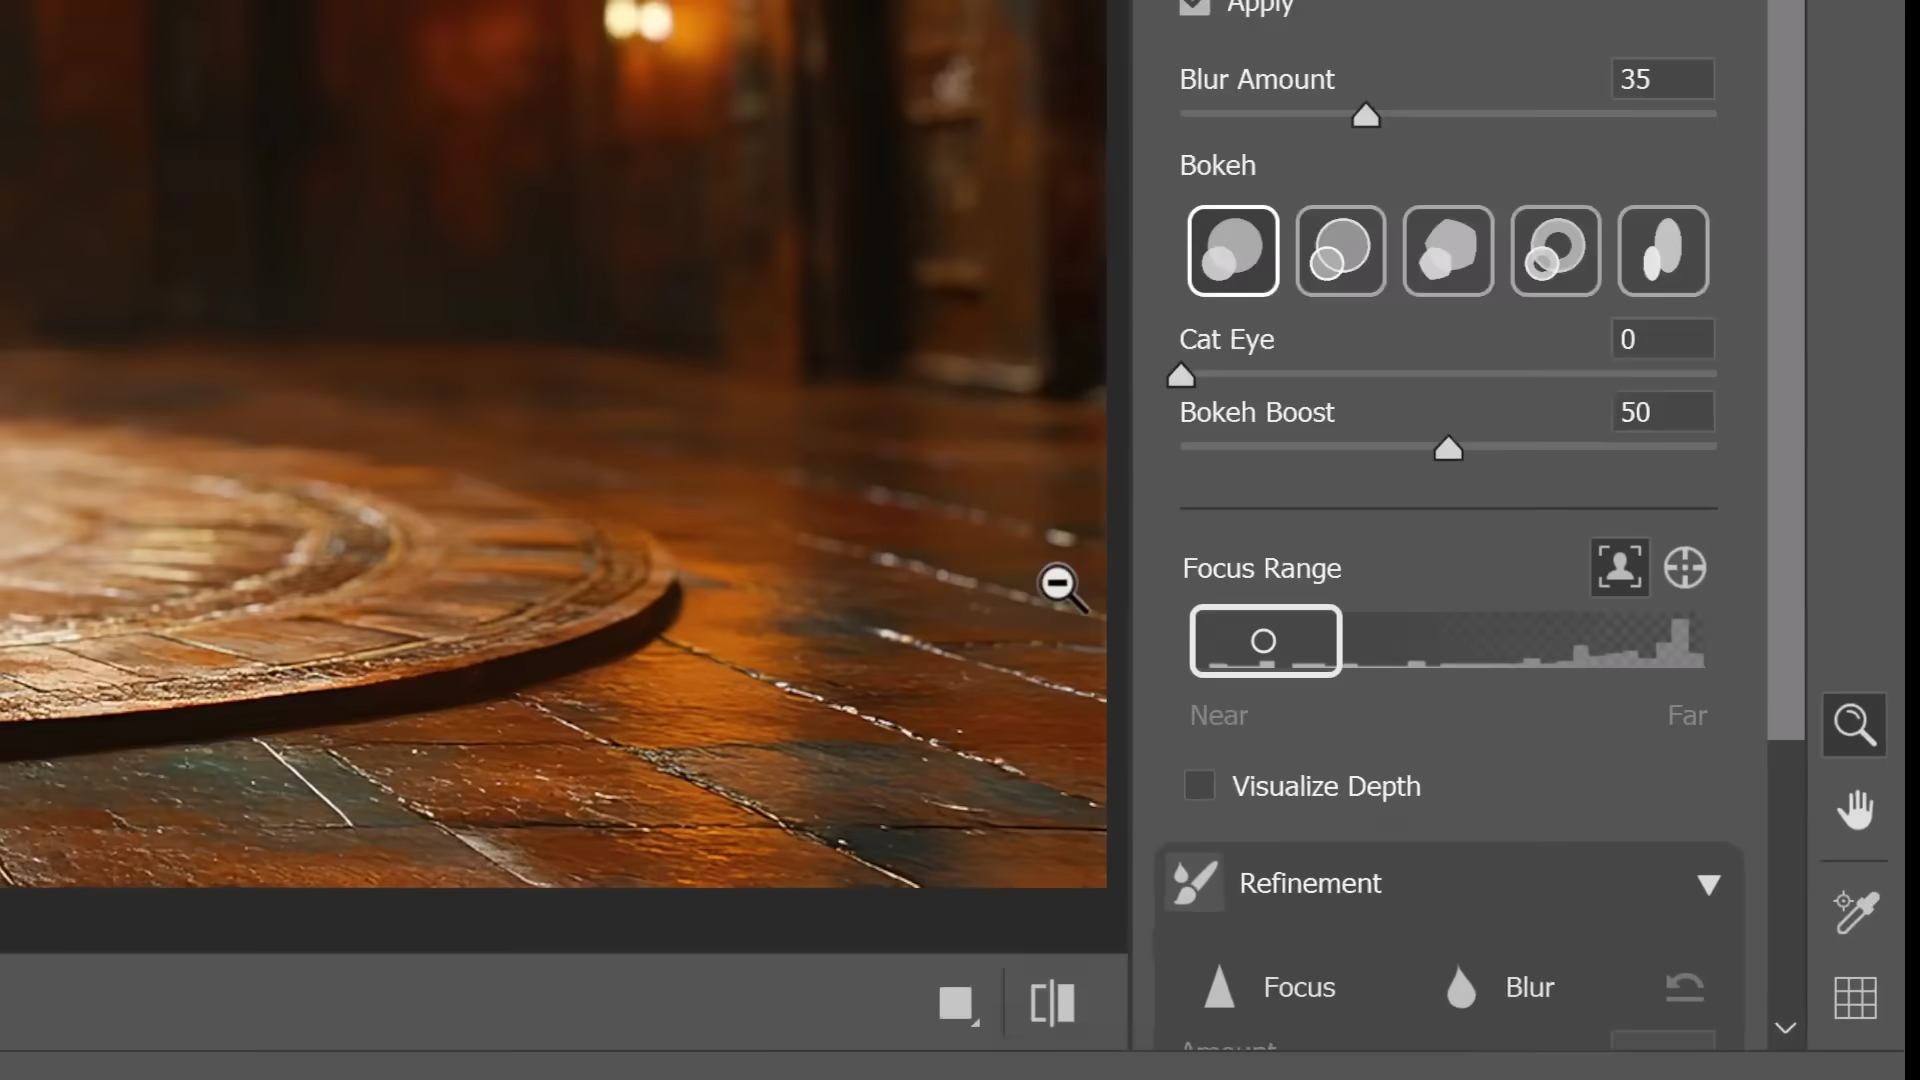 Apply
Blur Amount 35
Bokeh
Cat Eye 0
Bokeh Boost 50
Focus Range
Near Far
Visualize Depth
Refinement
Focus Blur
Amount